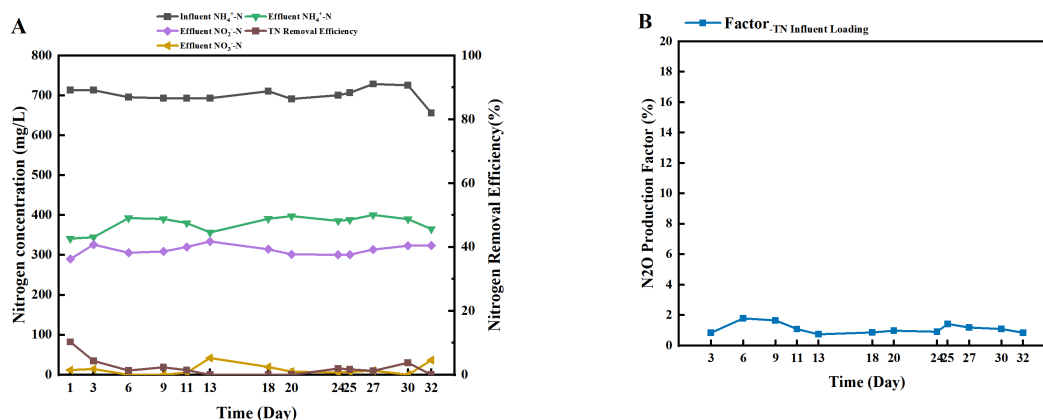 A
Influent NH₄⁺-N Effluent NH₄⁺-N
Effluent NO₂⁻-N TN Removal Efficiency
Effluent NO₃⁻-N
800
700
600
500
400
300
200
100
0
Nitrogen concentration (mg/L)
100
80
60
40
20
0
Nitrogen Removal Efficiency(%)
1 3 6 9 11 13 18 20 24 25 27 30 32
Time (Day)
B
Factor-TN Influent Loading
20
18
16
14
12
10
8
6
4
2
0
N2O Production Factor (%)
3 6 9 11 13 18 20 24 25 27 30 32
Time (Day)